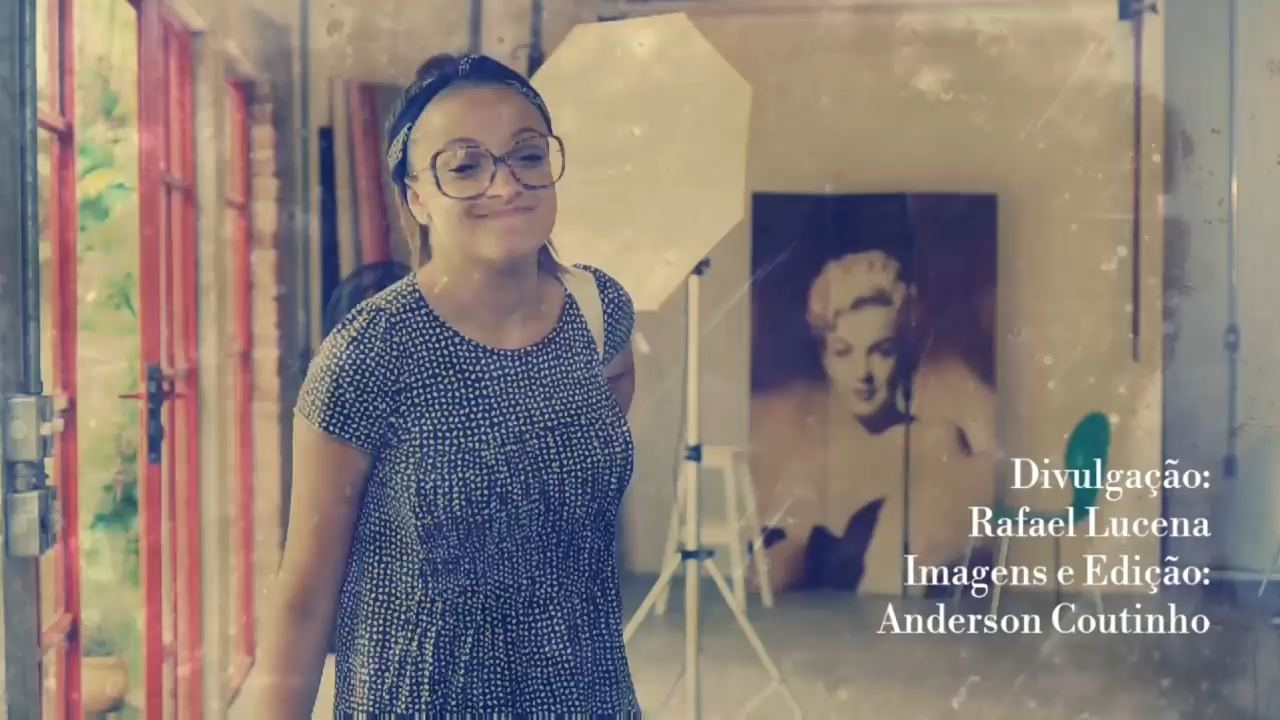 Divulgação:
Rafael Lucena
Imagens e Edição:
Anderson Coutinho